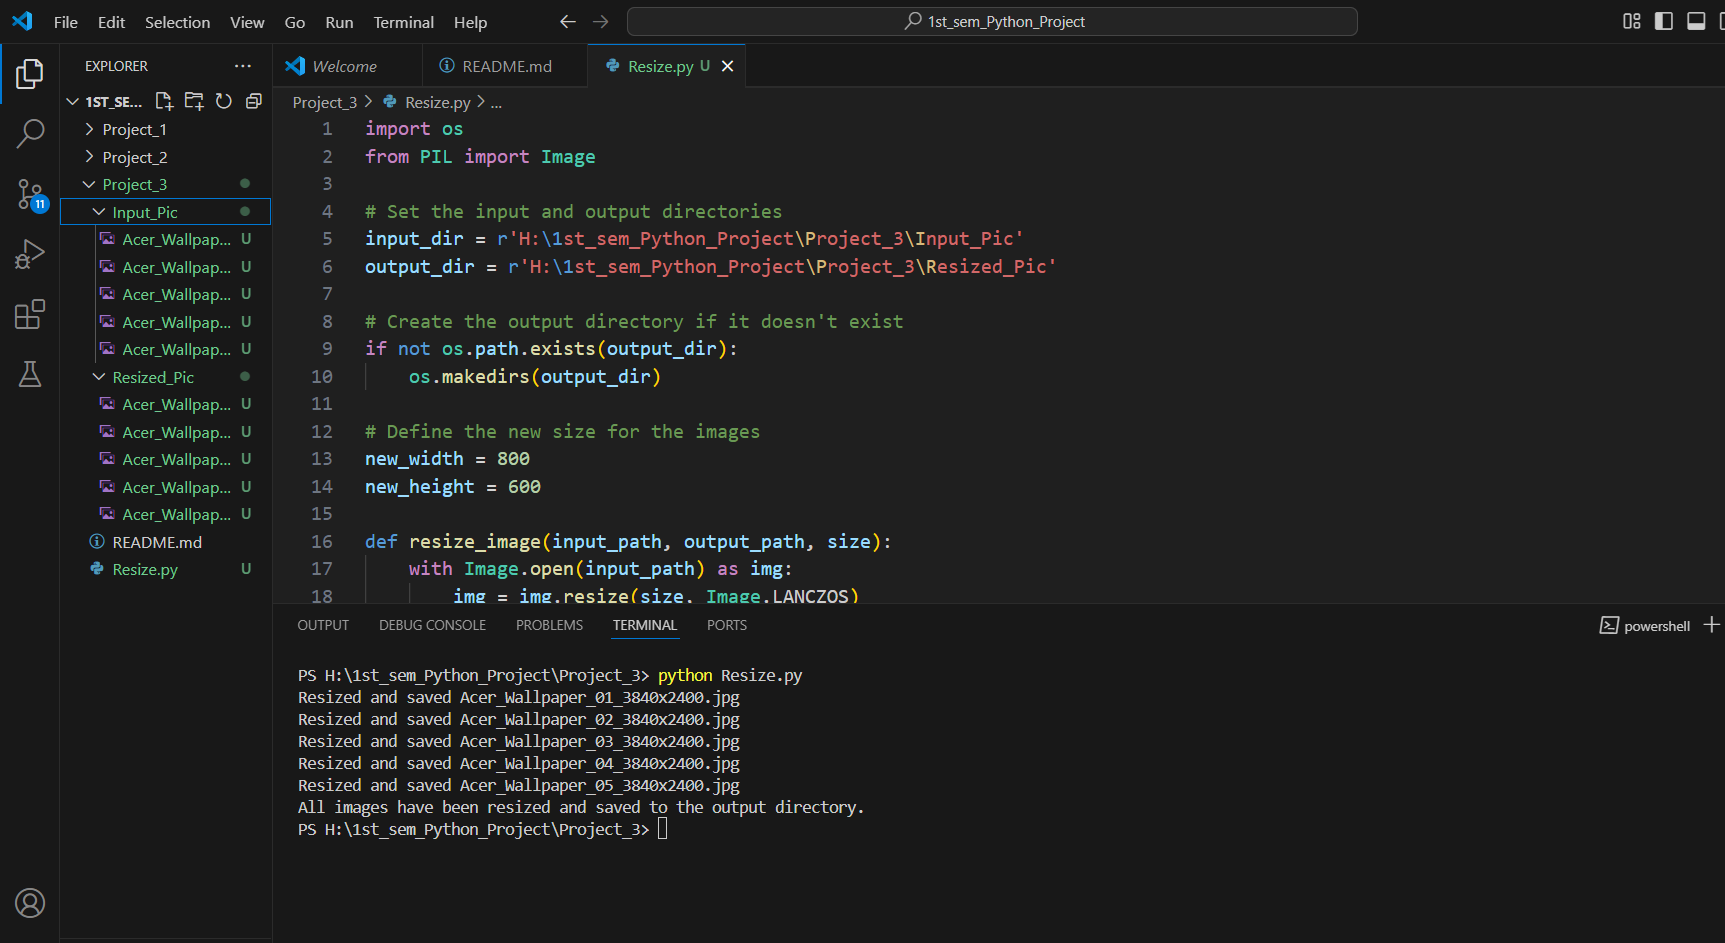 File Edit Selection View Go Run Terminal Help
1st_sem_Python_Project
EXPLORER
1ST_SE...
Project_1
Project_2
Project_3
Input_Pic
Acer_Wallpap... U
Acer_Wallpap... U
Acer_Wallpap... U
Acer_Wallpap... U
Acer_Wallpap... U
Resized_Pic
Acer_Wallpap... U
Acer_Wallpap... U
Acer_Wallpap... U
Acer_Wallpap... U
Acer_Wallpap... U
README.md
Resize.py U
11
Welcome README.md Resize.py U
Project_3 > Resize.py > ...
1 import os
2 from PIL import Image
3
4 # Set the input and output directories
5 input_dir = r'H:\1st_sem_Python_Project\Project_3\Input_Pic'
6 output_dir = r'H:\1st_sem_Python_Project\Project_3\Resized_Pic'
7
8 # Create the output directory if it doesn't exist
9 if not os.path.exists(output_dir):
10 os.makedirs(output_dir)
11
12 # Define the new size for the images
13 new_width = 800
14 new_height = 600
15
16 def resize_image(input_path, output_path, size):
17 with Image.open(input_path) as img:
18 img = img.resize(size, Image.LANCZOS)
OUTPUT DEBUG CONSOLE PROBLEMS TERMINAL PORTS
powershell
PS H:\1st_sem_Python_Project\Project_3> python Resize.py
Resized and saved Acer_Wallpaper_01_3840x2400.jpg
Resized and saved Acer_Wallpaper_02_3840x2400.jpg
Resized and saved Acer_Wallpaper_03_3840x2400.jpg
Resized and saved Acer_Wallpaper_04_3840x2400.jpg
Resized and saved Acer_Wallpaper_05_3840x2400.jpg
All images have been resized and saved to the output directory.
PS H:\1st_sem_Python_Project\Project_3>